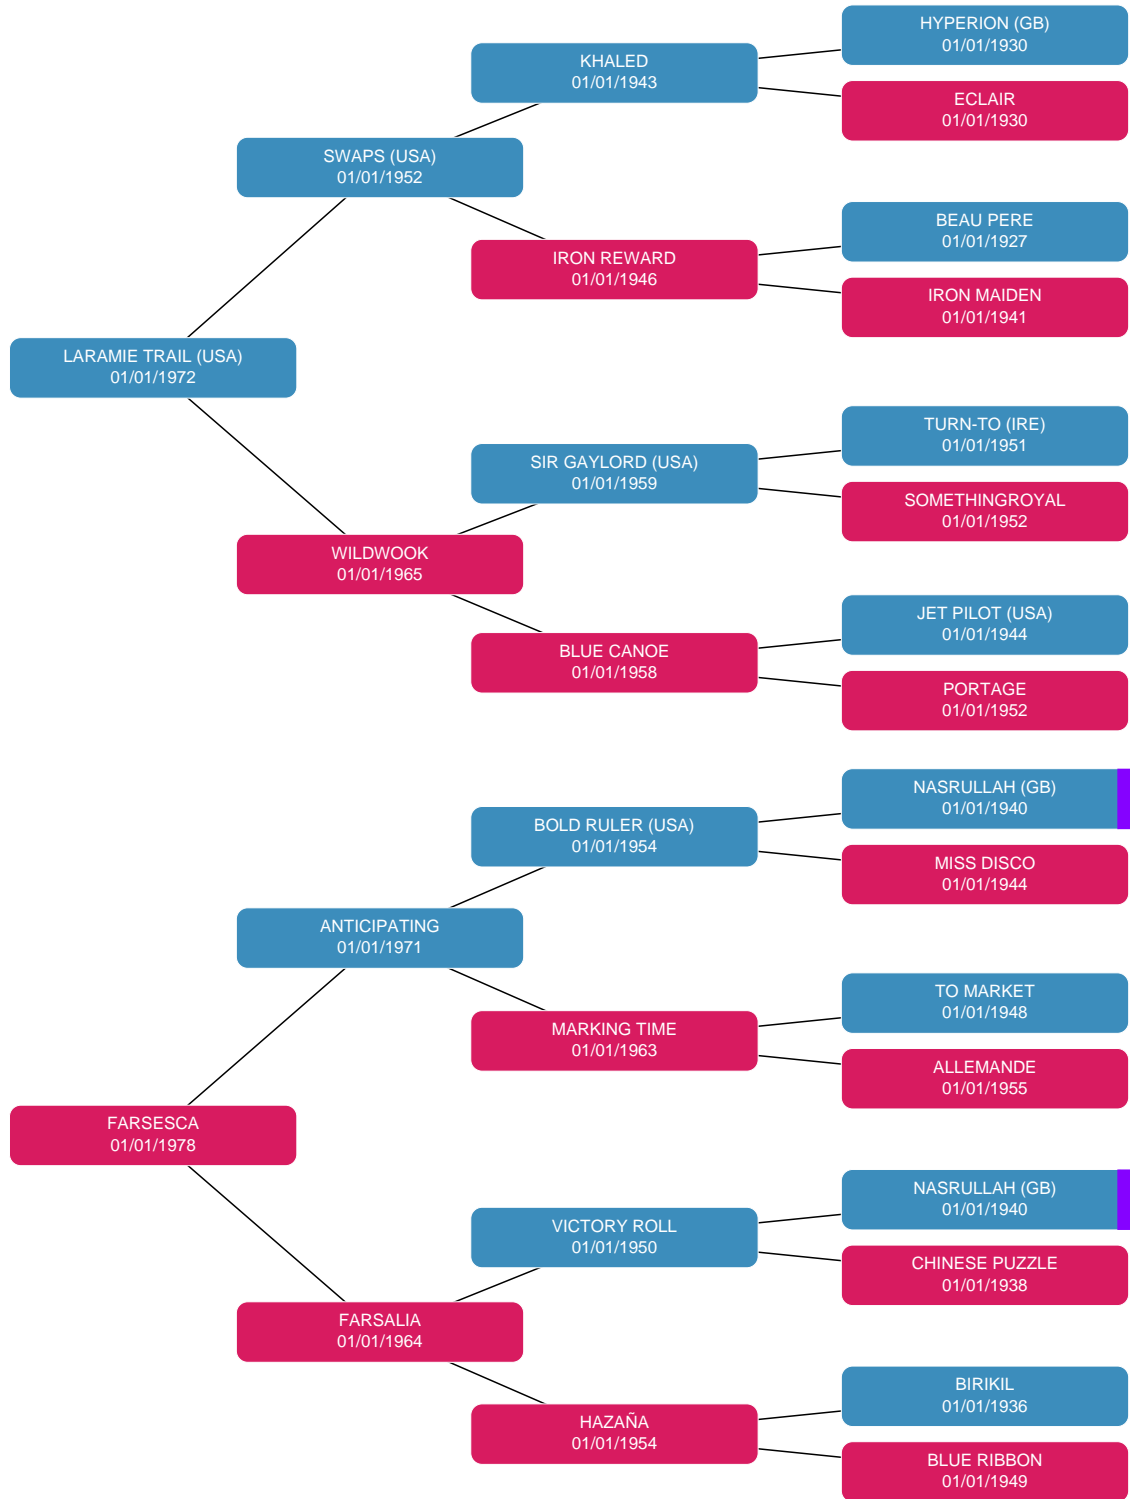 HYPERION (GB)
01/01/1930
KHALED
01/01/1943
ECLAIR
01/01/1930
SWAPS (USA)
01/01/1952
BEAU PERE
01/01/1927
IRON REWARD
01/01/1946
IRON MAIDEN
01/01/1941
LARAMIE TRAIL (USA)
01/01/1972
TURN-TO (IRE)
01/01/1951
SIR GAYLORD (USA)
01/01/1959
SOMETHINGROYAL
01/01/1952
WILDWOOK
01/01/1965
JET PILOT (USA)
01/01/1944
BLUE CANOE
01/01/1958
PORTAGE
01/01/1952
NASRULLAH (GB)
01/01/1940
BOLD RULER (USA)
01/01/1954
MISS DISCO
01/01/1944
ANTICIPATING
01/01/1971
TO MARKET
01/01/1948
MARKING TIME
01/01/1963
ALLEMANDE
01/01/1955
FARSESCA
01/01/1978
NASRULLAH (GB)
01/01/1940
VICTORY ROLL
01/01/1950
CHINESE PUZZLE
01/01/1938
FARSALIA
01/01/1964
BIRIKIL
01/01/1936
HAZAÑA
01/01/1954
BLUE RIBBON
01/01/1949